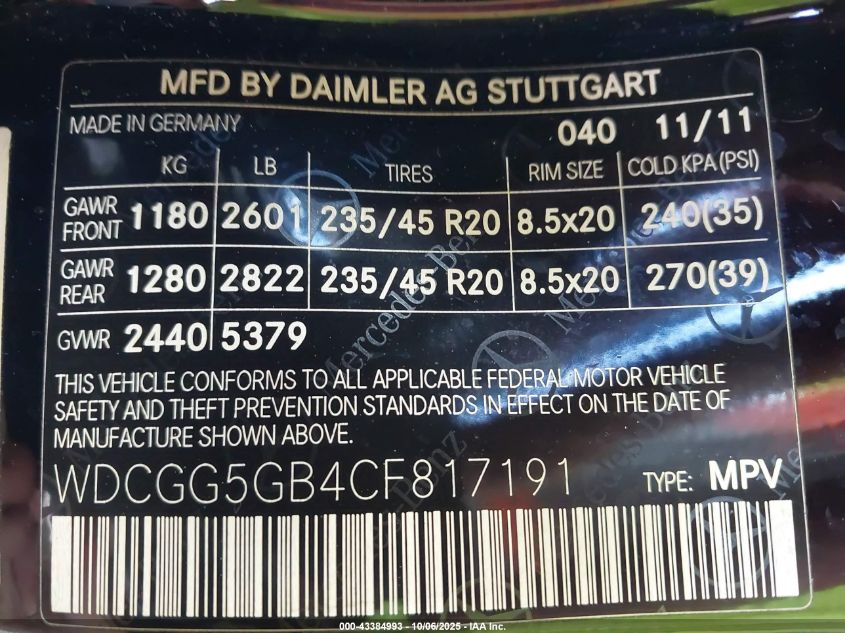 MFD BY DAIMLER AG STUTTGART
MADE IN GERMANY 040 11/11
KG LB TIRES RIM SIZE COLD KPA (PSI)
GAWR FRONT 1180 2601 235/45 R20 8.5x20 240(35)
GAWR REAR 1280 2822 235/45 R20 8.5x20 270(39)
GVWR 2440 5379
THIS VEHICLE CONFORMS TO ALL APPLICABLE FEDERAL MOTOR VEHICLE
SAFETY AND THEFT PREVENTION STANDARDS IN EFFECT ON THE DATE OF
MANUFACTURE SHOWN ABOVE.
WDCGG5GB4CF817191 TYPE: MPV
Mercedes-Benz
000-43384993 - 10/06/2025 - IAA Inc.